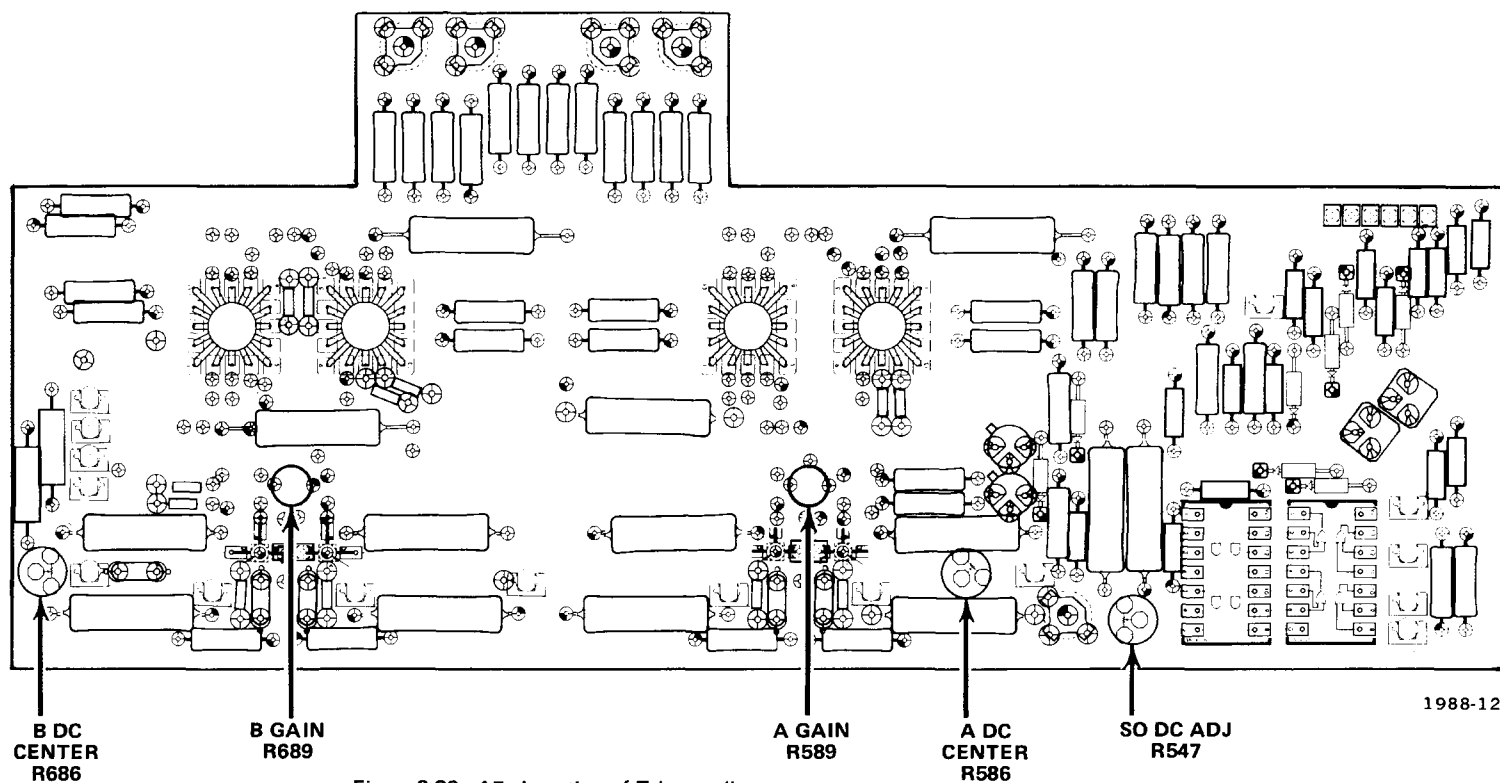 1988-12
B DC
CENTER
R686
B GAIN
R689
A GAIN
R589
A DC
CENTER
R586
SO DC ADJ
R547